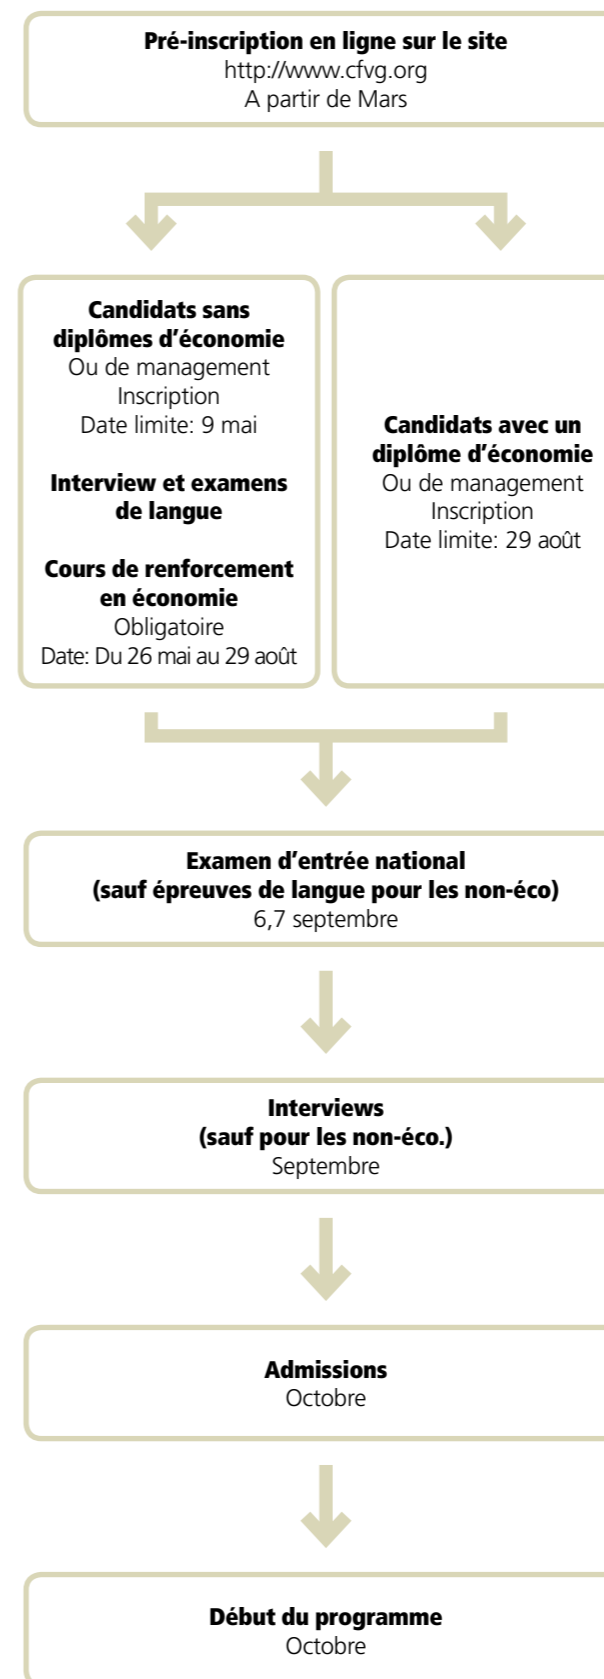 Pré-inscription en ligne sur le site
http://www.cfvg.org
A partir de Mars
Candidats sans
diplômes d'économie
Ou de management
Inscription
Date limite: 9 mai
Interview et examens
de langue
Cours de renforcement
en économie
Obligatoire
Date: Du 26 mai au 29 août
Candidats avec un
diplôme d'économie
Ou de management
Inscription
Date limite: 29 août
Examen d'entrée national
(sauf épreuves de langue pour les non-éco)
6,7 septembre
Interviews
(sauf pour les non-éco.)
Septembre
Admissions
Octobre
Début du programme
Octobre